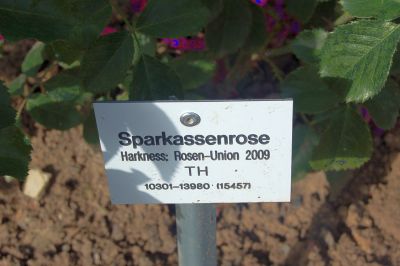 Sparkassenrose
Harkness; Rosen-Union 2009
TH
10301-13980 (15457)